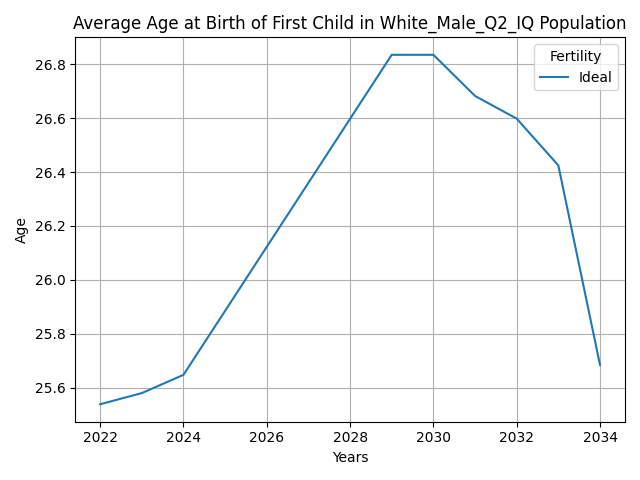 Average Age at Birth of First Child in White_Male_Q2_IQ Population
Fertility
Ideal
26.8
26.6
26.4
26.2
26.0
25.8
25.6
Age
2022 2024 2026 2028 2030 2032 2034
Years